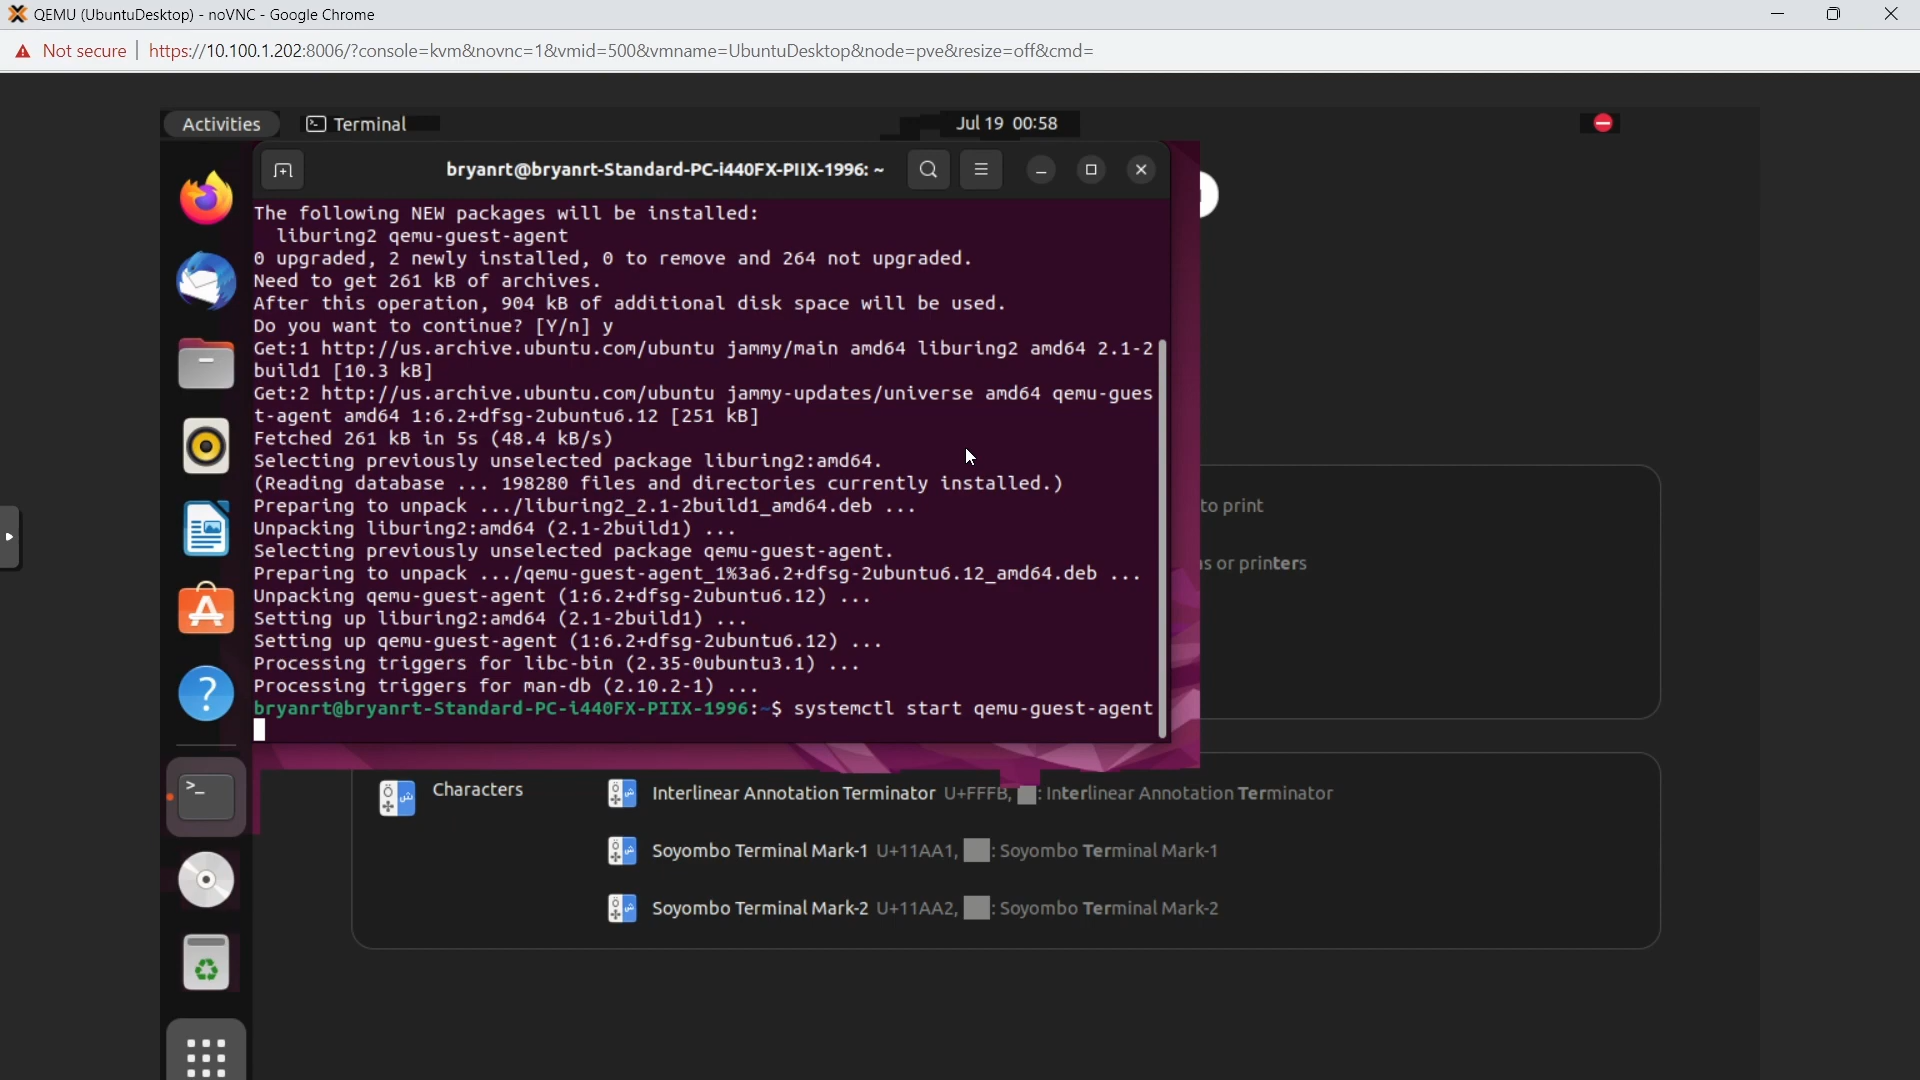 QEMU (UbuntuDesktop) - noVNC - Google Chrome
Not secure https://10.100.1.202:8006/?console=kvm&novnc=1&vmid=500&vmname=UbuntuDesktop&node=pve&resize=off&cmd=
Activities Terminal Jul 19 00:58
bryanrt@bryanrt-Standard-PC-i440FX-PIIX-1996: ~
The following NEW packages will be installed:
liburing2 qemu-guest-agent
0 upgraded, 2 newly installed, 0 to remove and 264 not upgraded.
Need to get 261 kB of archives.
After this operation, 904 kB of additional disk space will be used.
Do you want to continue? [Y/n] y
Get:1 http://us.archive.ubuntu.com/ubuntu jammy/main amd64 liburing2 amd64 2.1-2
build1 [10.3 kB]
Get:2 http://us.archive.ubuntu.com/ubuntu jammy-updates/universe amd64 qemu-gues
t-agent amd64 1:6.2+dfsg-2ubuntu6.12 [251 kB]
Fetched 261 kB in 5s (48.4 kB/s)
Selecting previously unselected package liburing2:amd64.
(Reading database ... 198280 files and directories currently installed.)
Preparing to unpack .../liburing2_2.1-2build1_amd64.deb ...
Unpacking liburing2:amd64 (2.1-2build1) ...
Selecting previously unselected package qemu-guest-agent.
Preparing to unpack .../qemu-guest-agent_1%3a6.2+dfsg-2ubuntu6.12_amd64.deb ...
Unpacking qemu-guest-agent (1:6.2+dfsg-2ubuntu6.12) ...
Setting up liburing2:amd64 (2.1-2build1) ...
Setting up qemu-guest-agent (1:6.2+dfsg-2ubuntu6.12) ...
Processing triggers for libc-bin (2.35-0ubuntu3.1) ...
Processing triggers for man-db (2.10.2-1) ...
bryanrt@bryanrt-Standard-PC-i440FX-PIIX-1996:~$ systemctl start qemu-guest-agent
to print
or printers
Characters
Interlinear Annotation Terminator U+FFFB, : Interlinear Annotation Terminator
Soyombo Terminal Mark-1 U+11AA1, : Soyombo Terminal Mark-1
Soyombo Terminal Mark-2 U+11AA2, : Soyombo Terminal Mark-2